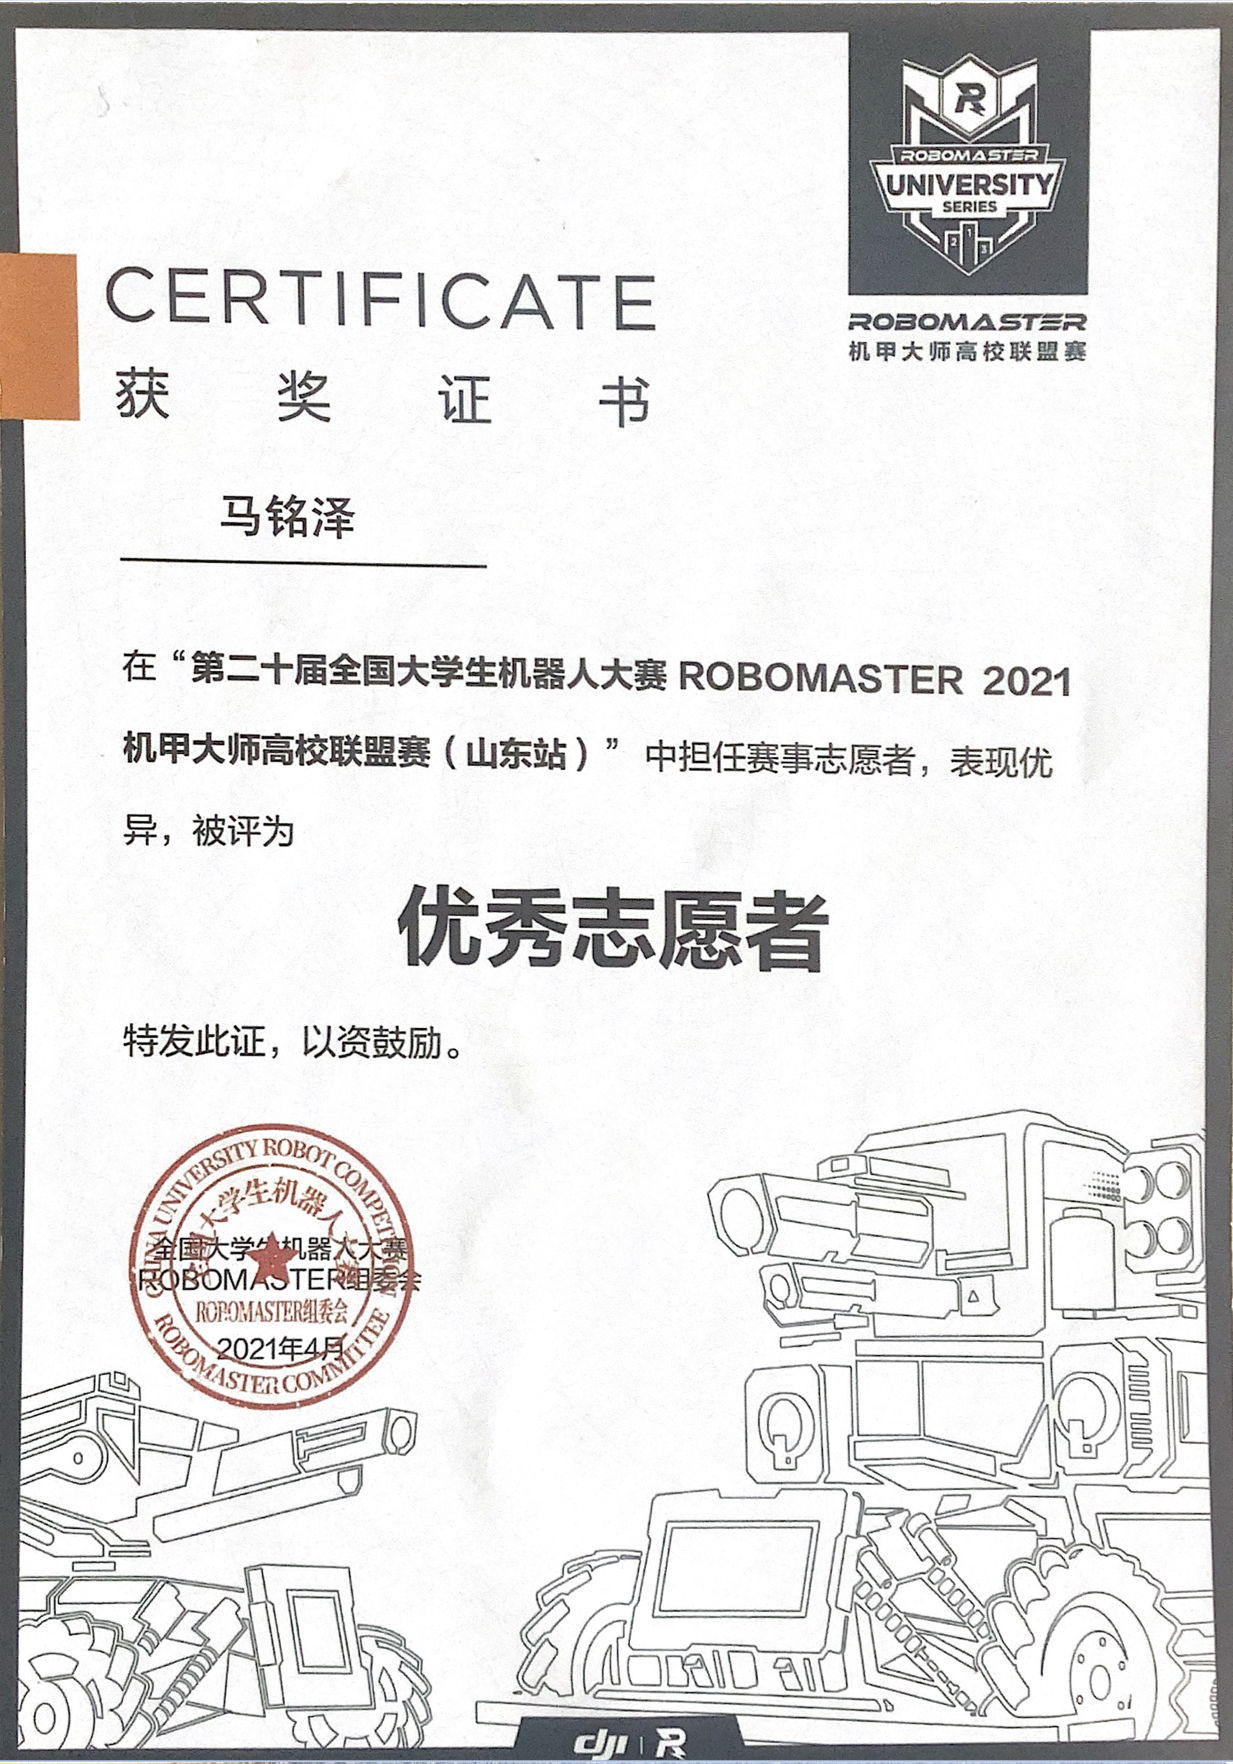 R
ROBOMASTER
UNIVERSITY
SERIES
1
2
3
ROBOMASTER
机甲大师高校联盟赛
CERTIFICATE
获奖证书
马铭泽
在“第二十届全国大学生机器人大赛 ROBOMASTER 2021
机甲大师高校联盟赛（山东站）”中担任赛事志愿者，表现优
异，被评为
优秀志愿者
特发此证，以资鼓励。
CHINA UNIVERSITY ROBOT COMPETITION
全国大学生机器人大赛
全国大学生机器人大赛
ROBOMASTER组委会
ROBOMASTER组委会
2021年4月
ROBOMASTER COMMITTEE
dji R